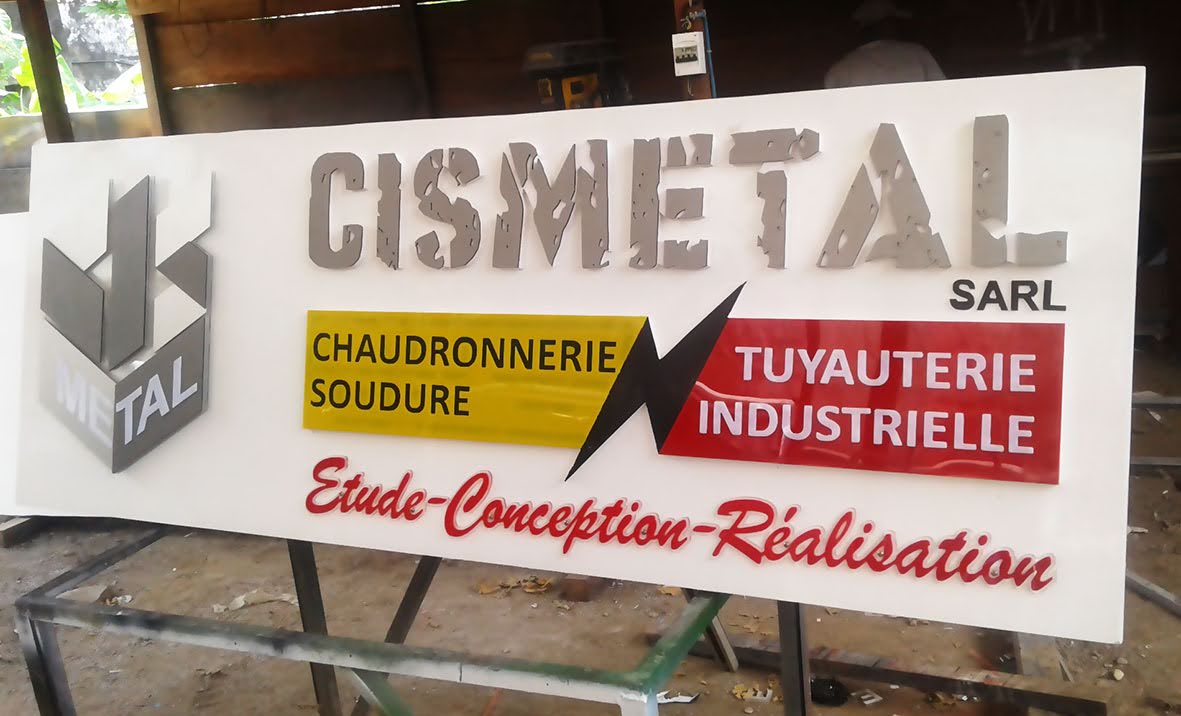 METAL
CISMETAL
SARL
CHAUDRONNERIE
SOUDURE
TUYAUTERIE
INDUSTRIELLE
Etude-Conception-Réalisation